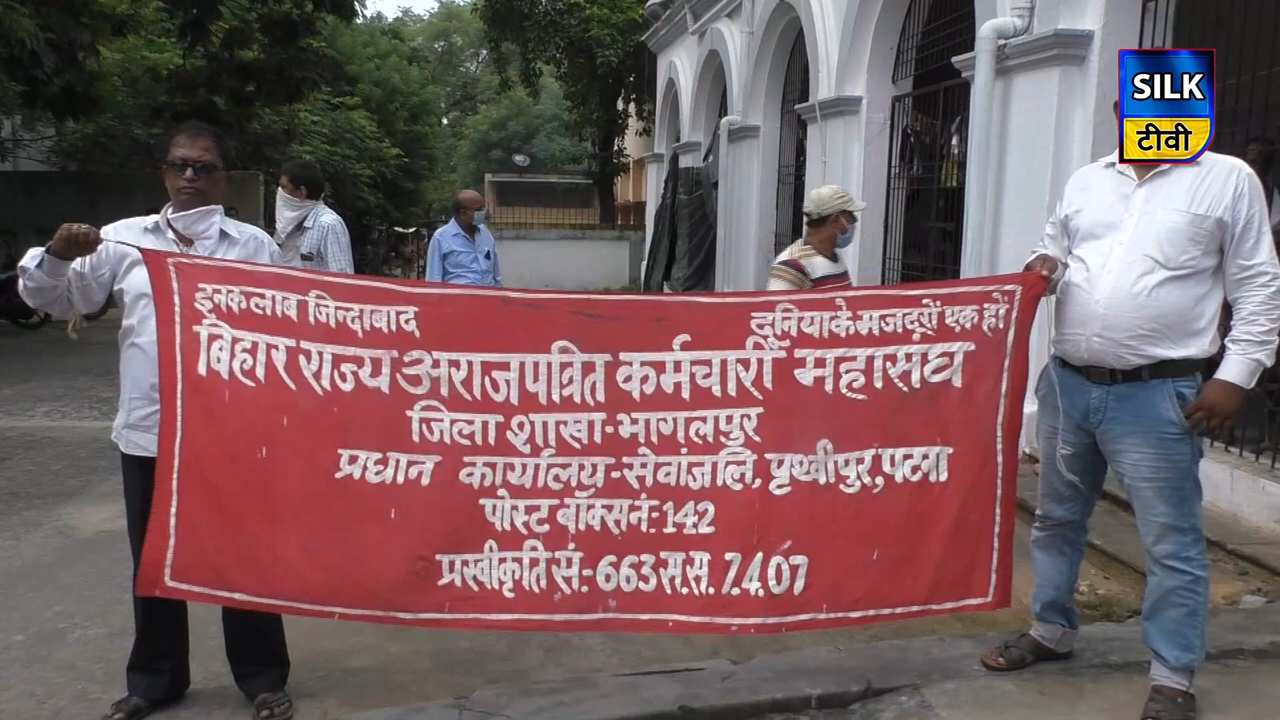 SILK
टीवी
इनकलाब जिन्दाबाद
दुनिया के मजदूरों एक हों
बिहार राज्य अराजपत्रित कर्मचारी महासंघ
जिला शाखा-भागलपुर
प्रधान कार्यालय-सेवांजलि, पृथ्वीपुर, पटना
पोस्ट बॉक्स नं:-142
प्रस्वीकृति सं:-663 स.स. 7.4.07